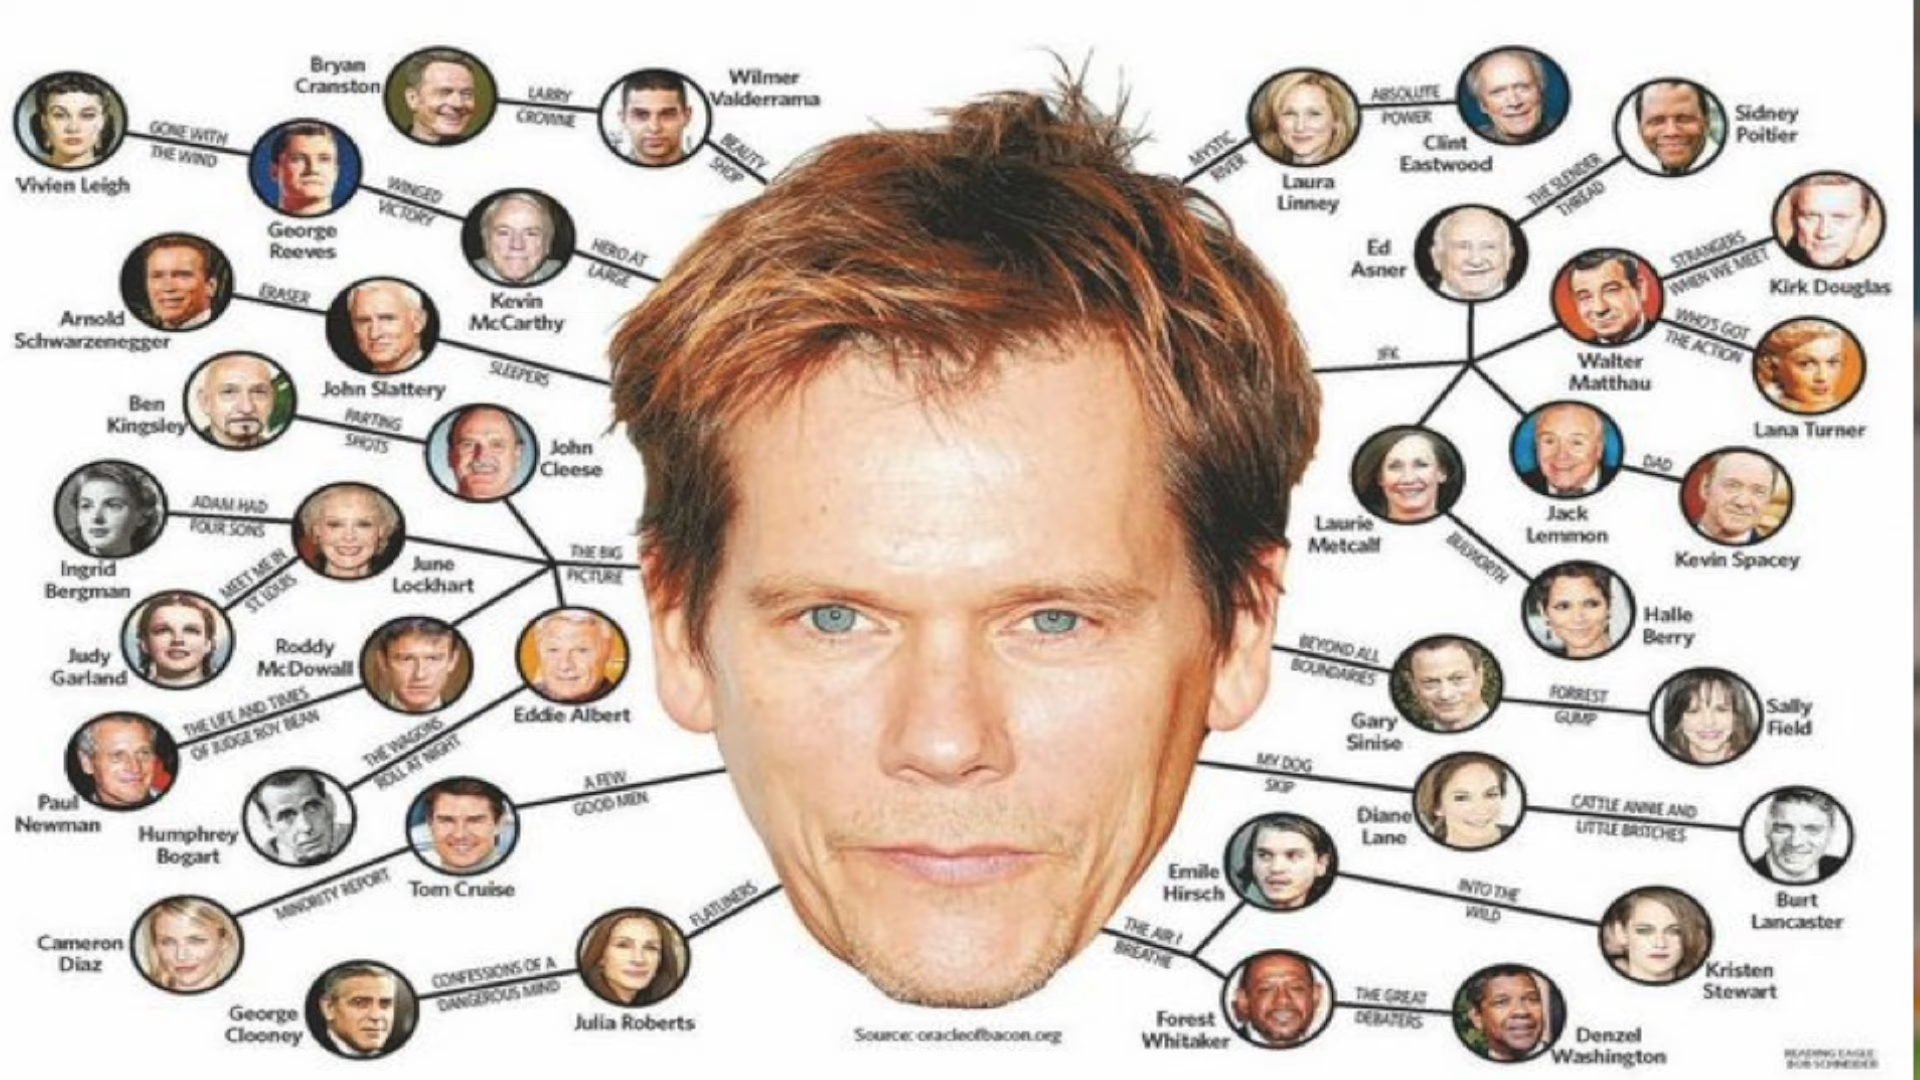 Bryan
Cranston
LARRY
CROWNE
Wilmer
Valderrama
BEAUTY
SHOP
Vivien Leigh
GONE WITH
THE WIND
George
Reeves
WINGED
VICTORY
Kevin
McCarthy
HERO AT
LARGE
Arnold
Schwarzenegger
ERASER
John Slattery
SLEEPERS
Ben
Kingsley
PARTING
SHOTS
John
Cleese
Ingrid
Bergman
ADAM HAD
FOUR SONS
June
Lockhart
THE BIG
PICTURE
Judy
Garland
MEET ME IN
ST. LOUIS
Roddy
McDowall
Eddie Albert
Paul
Newman
THE LIFE AND TIMES
OF JUDGE ROY BEAN
Humphrey
Bogart
THE WAGONS
ROLL AT NIGHT
Tom Cruise
A FEW
GOOD MEN
Cameron
Diaz
MINORITY REPORT
George
Clooney
CONFESSIONS OF A
DANGEROUS MIND
Julia Roberts
FLATLINERS
Source: oracleofbacon.org
MYSTIC
RIVER
Laura
Linney
ABSOLUTE
POWER
Clint
Eastwood
Sidney
Poitier
THE SLENDER
THREAD
Ed
Asner
STRANGERS
WHEN WE MEET
Kirk Douglas
WHO'S GOT
THE ACTION
Walter
Matthau
Lana Turner
JFK
Laurie
Metcalf
Jack
Lemmon
DAD
Kevin Spacey
BULWORTH
Halle
Berry
BEYOND ALL
BOUNDARIES
Gary
Sinise
FORREST
GUMP
Sally
Field
MY DOG
SKIP
Diane
Lane
CATTLE ANNIE AND
LITTLE BRITCHES
Burt
Lancaster
Emile
Hirsch
INTO THE
WILD
Kristen
Stewart
THE AIR I
BREATHE
Forest
Whitaker
THE GREAT
DEBATERS
Denzel
Washington
READING EAGLE:
BOB SCHNEIDER